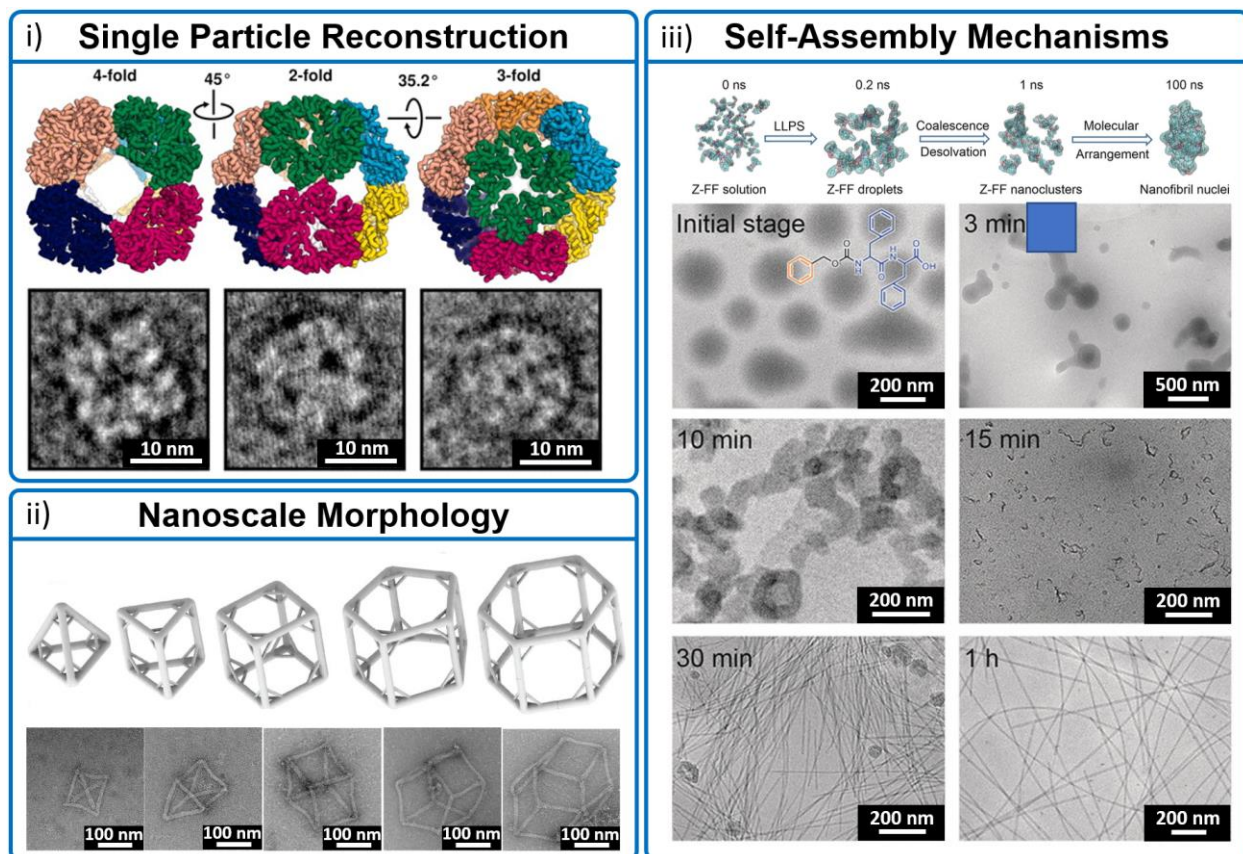 i) Single Particle Reconstruction
4-fold 45° 2-fold 35.2° 3-fold
10 nm 10 nm 10 nm
ii) Nanoscale Morphology
100 nm 100 nm 100 nm 100 nm 100 nm
iii) Self-Assembly Mechanisms
0 ns 0.2 ns 1 ns 100 ns
LLPS Coalescence Molecular
Desolvation Arrangement
Z-FF solution Z-FF droplets Z-FF nanoclusters Nanofibril nuclei
Initial stage 3 min
O
O N H N H O OH
O
200 nm 500 nm
10 min 15 min
200 nm 200 nm
30 min 1 h
200 nm 200 nm